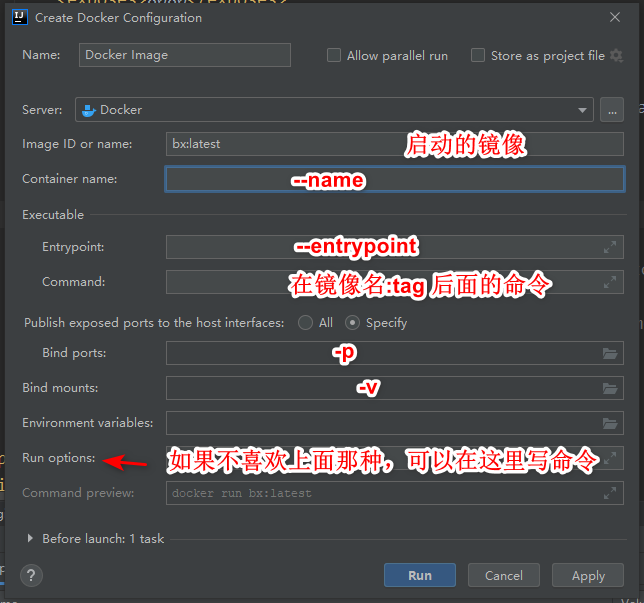 Create Docker Configuration
Name: Docker Image Allow parallel run Store as project file
Server: Docker ...
Image ID or name: bx:latest 启动的镜像
Container name: --name
Executable
Entrypoint: --entrypoint
Command: 在镜像名:tag 后面的命令
Publish exposed ports to the host interfaces: All Specify
Bind ports: -p
Bind mounts: -v
Environment variables:
Run options: 如果不喜欢上面那种，可以在这里写命令
Command preview: docker run bx:latest
Before launch: 1 task
? Run Cancel Apply